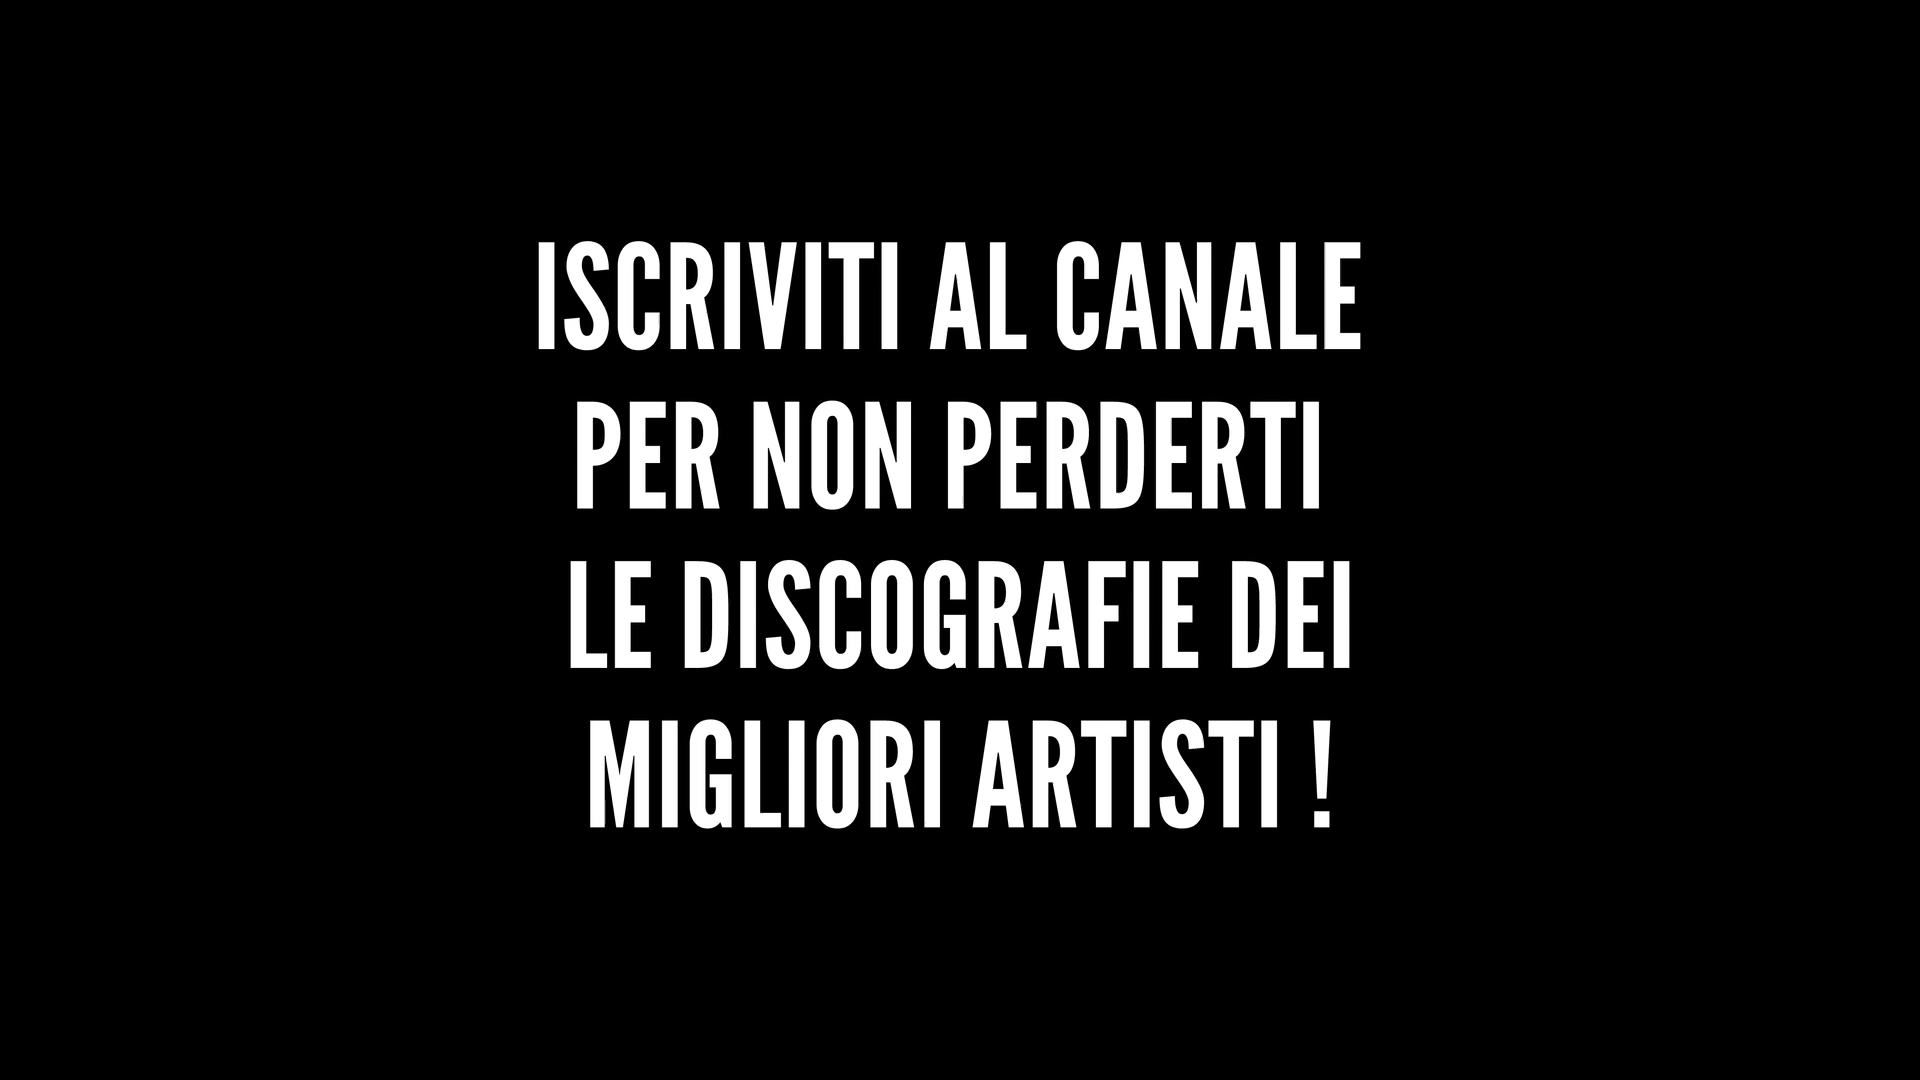 ISCRIVITI AL CANALE
PER NON PERDERTI
LE DISCOGRAFIE DEI
MIGLIORI ARTISTI !